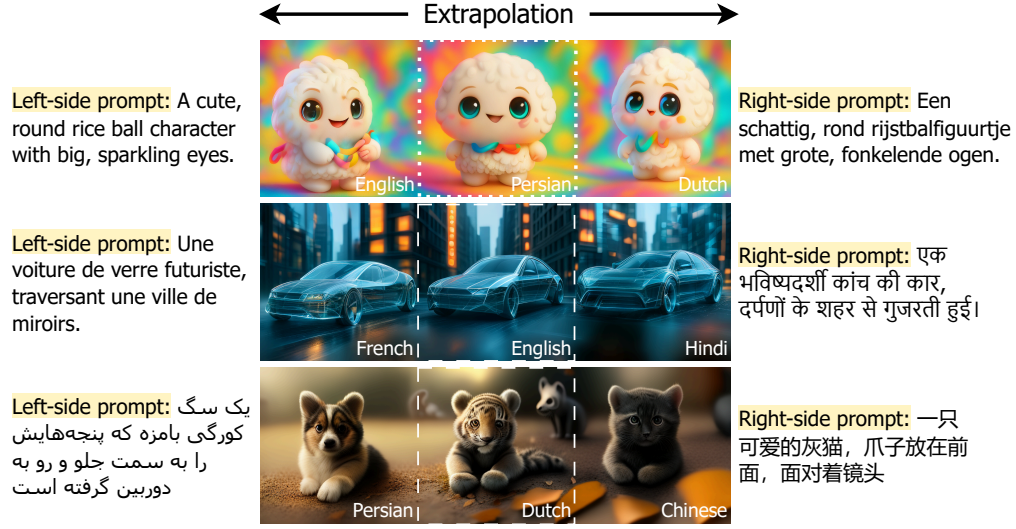 Extrapolation
Left-side prompt: A cute,
round rice ball character
with big, sparkling eyes.
English
Persian
Dutch
Right-side prompt: Een
schattig, rond rijstbalfiguurtje
met grote, fonkelende ogen.
Left-side prompt: Une
voiture de verre futuriste,
traversant une ville de
miroirs.
French
English
Hindi
Right-side prompt: एक
भविष्यदर्शी कांच की कार,
दर्पणों के शहर से गुजरती हुई।
Left-side prompt: یک سگ
کورگی بامزه که پنجه‌هایش
را به سمت جلو و رو به
دوربین گرفته است
Persian
Dutch
Chinese
Right-side prompt: 一只
可爱的灰猫，爪子放在前
面，面对着镜头